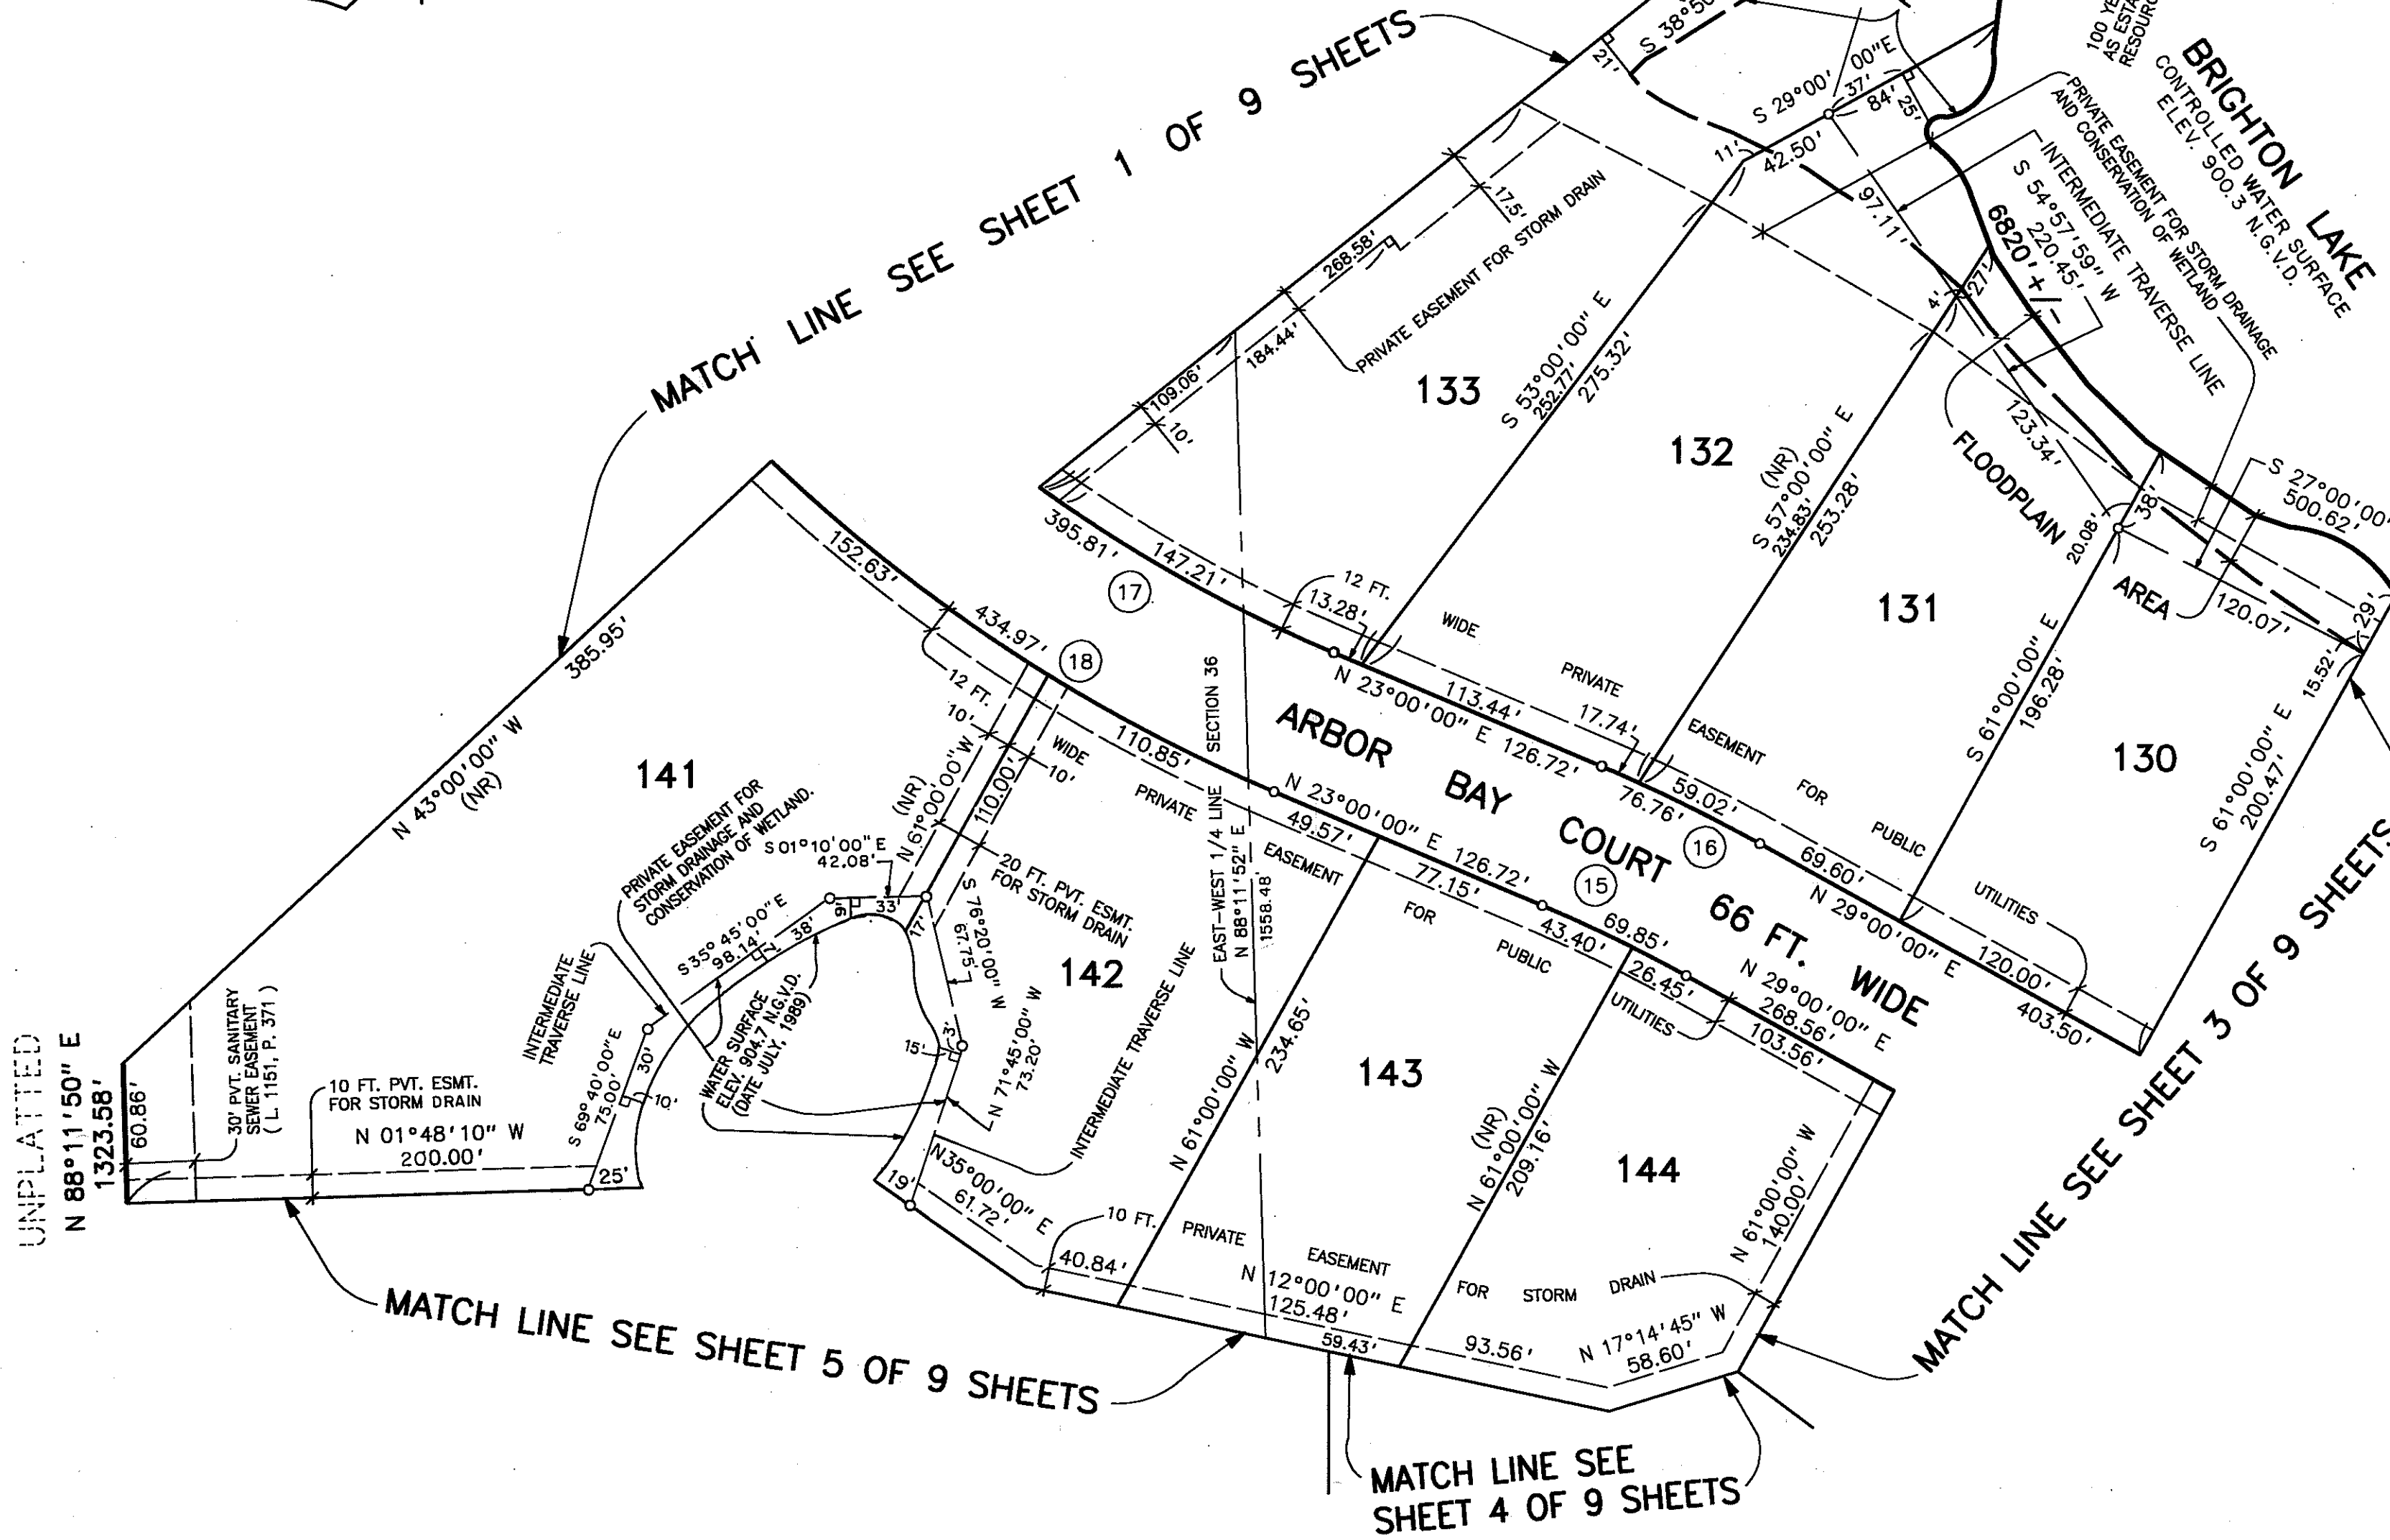 MATCH LINE SEE SHEET 1 OF 9 SHEETS
S 38°50
21'
S 29°00'00"E
37'
84'
25'
11'
42.50'
97.11'
100 YE
AS ESTA
RESOUR
BRIGHTON LAKE
CONTROLLED WATER SURFACE
ELEV. 900.3 N.G.V.D.
PRIVATE EASEMENT FOR STORM DRAINAGE
AND CONSERVATION OF WETLAND
INTERMEDIATE TRAVERSE LINE
S 54°57'59" W
220.45'
6820'+/-
27'
4'
123.34'
FLOODPLAIN
AREA
38'
20.08'
S 27°00'00"
500.62'
120.07'
29'
15.52'
17.5'
268.58'
184.44'
PRIVATE EASEMENT FOR STORM DRAIN
109.06'
10'
133
S 53°00'00" E
252.77'
275.32'
132
(NR)
S 57°00'00" E
234.83'
253.28'
131
S 61°00'00" E
196.28'
130
S 61°00'00" E
200.47'
395.81'
147.21'
17
12 FT.
13.28'
WIDE
PRIVATE
EASEMENT
FOR
PUBLIC
UTILITIES
N 23°00'00" E
113.44'
126.72'
17.74'
59.02'
76.76'
16
69.60'
N 29°00'00" E
120.00'
403.50'
ARBOR BAY COURT 66 FT. WIDE
152.63'
434.97'
18
12 FT.
WIDE
PRIVATE
EASEMENT
FOR
PUBLIC
UTILITIES
110.85'
N 23°00'00" E
49.57'
126.72'
77.15'
15
43.40'
69.85'
26.45'
N 29°00'00" E
268.56'
103.56'
EAST-WEST 1/4 LINE SECTION 36
N 88°11'52" E
1558.48'
385.95'
N 43°00'00" W
(NR)
141
10'
10'
(NR)
N 61°00'00"W
110.00'
20 FT. PVT. ESMT.
FOR STORM DRAIN
PRIVATE EASEMENT FOR
STORM DRAINAGE AND
CONSERVATION OF WETLAND.
S 01°10'00" E
42.08'
33'
9'
17'
S 35°45'00"E
98.14'
38'
7'
S 76°20'00" W
67.75'
142
INTERMEDIATE
TRAVERSE LINE
WATER SURFACE
ELEV. 904.7 N.G.V.D.
(DATE JULY, 1989)
S 69°40'00"E
75.00'
30'
10'
15'
3'
N 71°45'00" W
73.20'
INTERMEDIATE TRAVERSE LINE
UNPLATTED
N 88°11'50" E
1323.58'
60.86'
30' PVT. SANITARY
SEWER EASEMENT
( L. 1151, P. 371 )
10 FT. PVT. ESMT.
FOR STORM DRAIN
N 01°48'10" W
200.00'
25'
19'
N35°00'00" E
61.72'
10 FT.
PRIVATE
EASEMENT
FOR
STORM
DRAIN
40.84'
N 61°00'00" W
234.65'
143
(NR)
N 61°00'00" W
209.16'
144
N 61°00'00" W
140.00'
N 12°00'00" E
125.48'
59.43'
93.56'
N 17°14'45" W
58.60'
MATCH LINE SEE SHEET 5 OF 9 SHEETS
MATCH LINE SEE
SHEET 4 OF 9 SHEETS
MATCH LINE SEE SHEET 3 OF 9 SHEETS